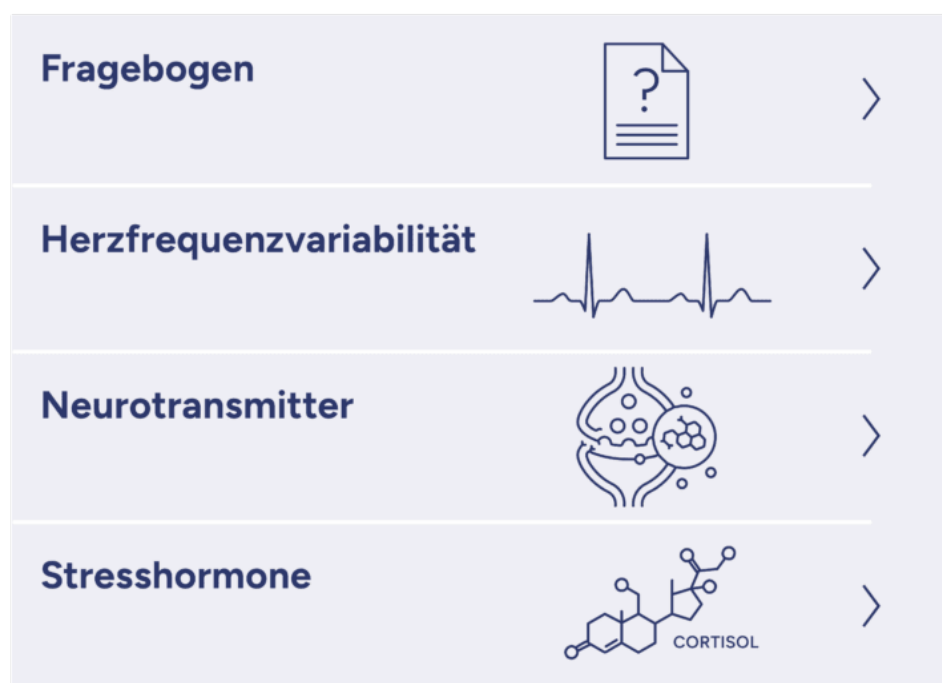 Fragebogen
?
Herzfrequenzvariabilität
Neurotransmitter
Stresshormone
CORTISOL